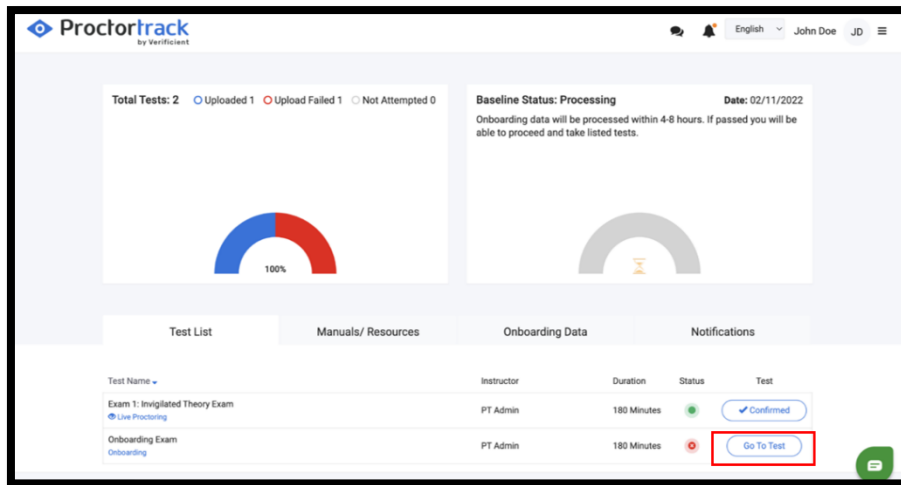 Proctortrack
by Verificient
English
John Doe
JD
Total Tests: 2 Uploaded 1 Upload Failed 1 Not Attempted 0
100%
Baseline Status: Processing Date: 02/11/2022
Onboarding data will be processed within 4-8 hours. If passed you will be
able to proceed and take listed tests.
Test List Manuals/ Resources Onboarding Data Notifications
Test Name Instructor Duration Status Test
Exam 1: Invigilated Theory Exam
Live Proctoring
PT Admin 180 Minutes Confirmed
Onboarding Exam
Onboarding
PT Admin 180 Minutes Go To Test